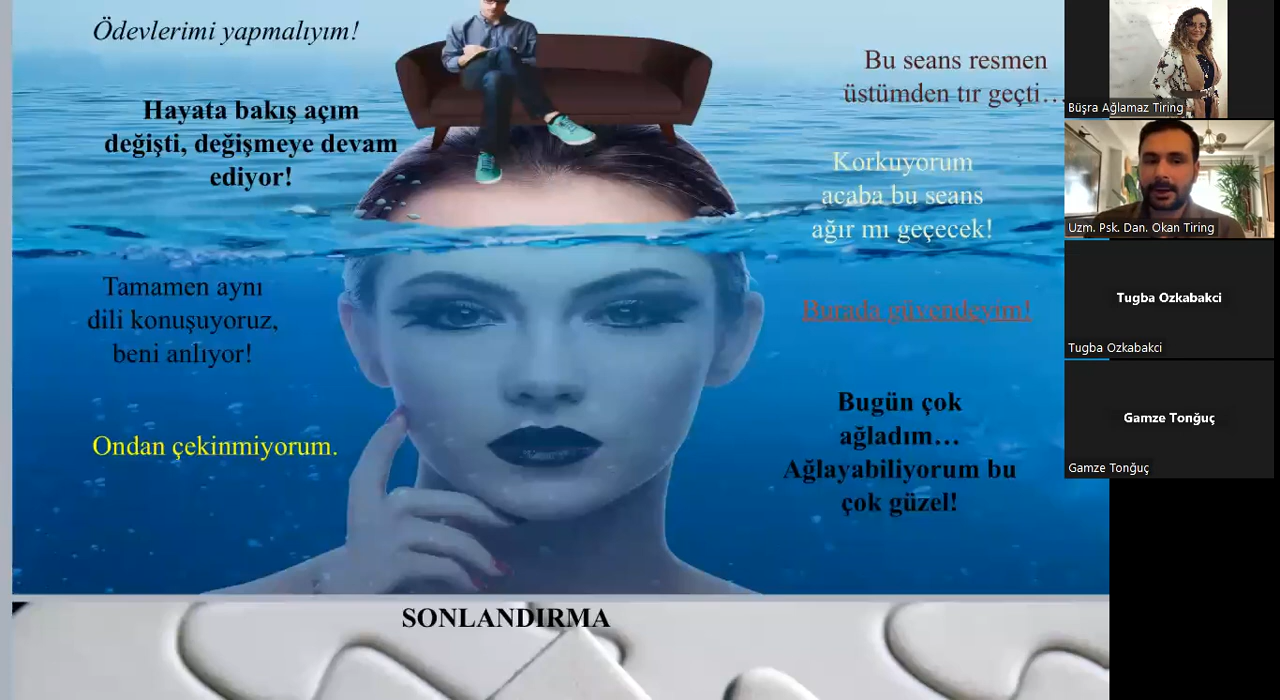 Ödevlerimi yapmalıyım!
Hayata bakış açım
değişti, değişmeye devam
ediyor!
Tamamen aynı
dili konuşuyoruz,
beni anlıyor!
Ondan çekinmiyorum.
Bu seans resmen
üstümden tır geçti…
Korkuyorum
acaba bu seans
ağır mı geçecek!
Burada güvendeyim!
Bugün çok
ağladım…
Ağlayabiliyorum bu
çok güzel!
SONLANDIRMA
Büşra Ağlamaz Tiring
Uzm. Psk. Dan. Okan Tiring
Tugba Ozkabakci
Tugba Ozkabakci
Gamze Tonğuç
Gamze Tonğuç